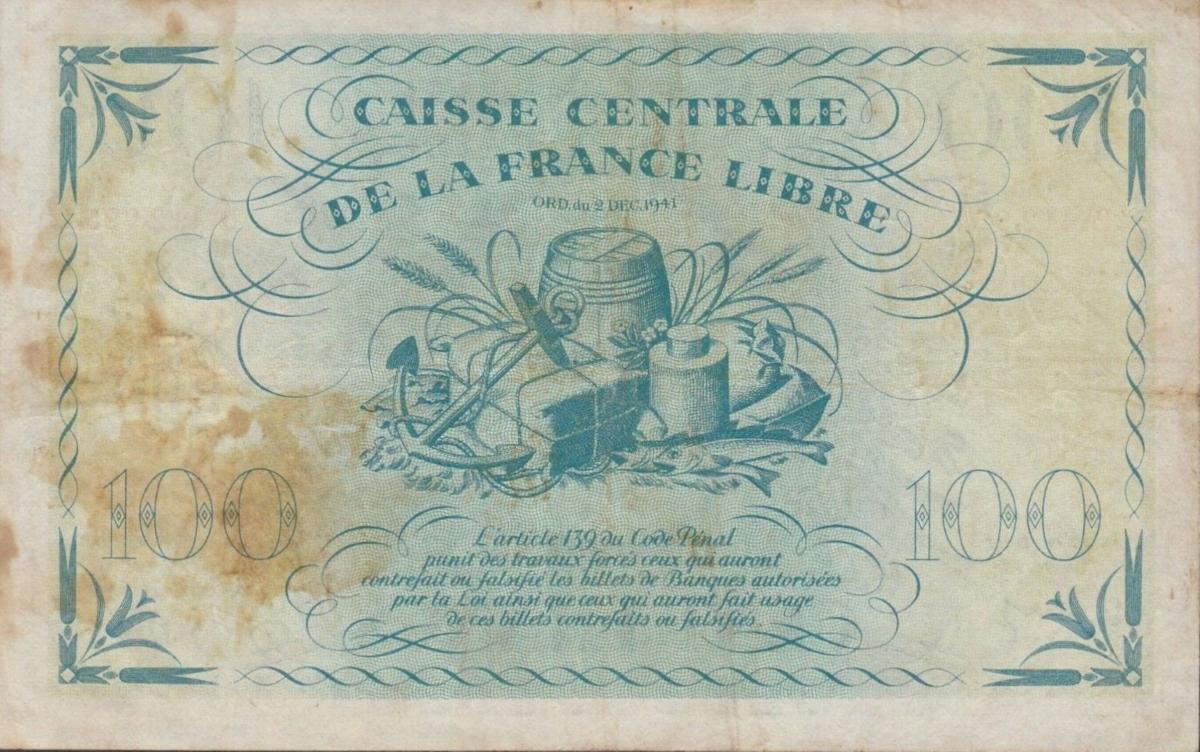 CAISSE CENTRALE
DE LA FRANCE LIBRE
ORD. du 2 DEC. 1941
100
100
L'article 139 du Code Pénal
punit des travaux forcés ceux qui auront
contrefait ou falsifié les billets de Banques autorisées
par la Loi ainsi que ceux qui auront fait usage
de ces billets contrefaits ou falsifiés.